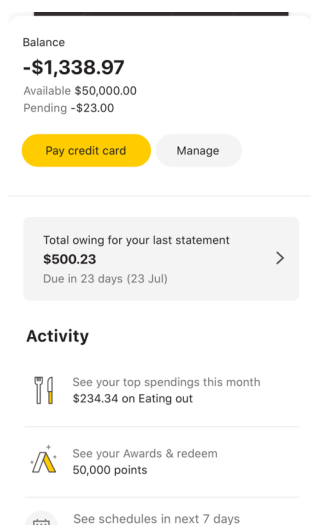 Balance
-$1,338.97
Available $50,000.00
Pending -$23.00
Pay credit card
Manage
Total owing for your last statement
$500.23
Due in 23 days (23 Jul)
Activity
See your top spendings this month
$234.34 on Eating out
See your Awards & redeem
50,000 points
See schedules in next 7 days